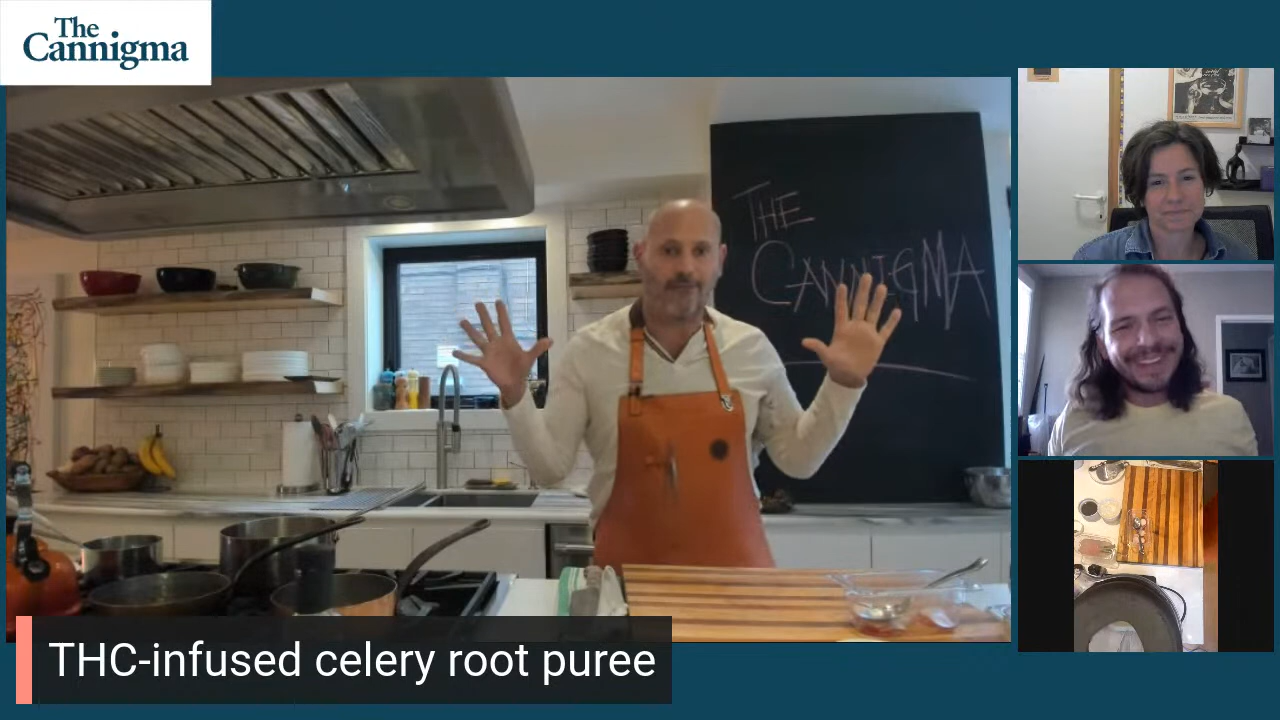 The
Cannigma
THE
CANNIGMA
THC-infused celery root puree